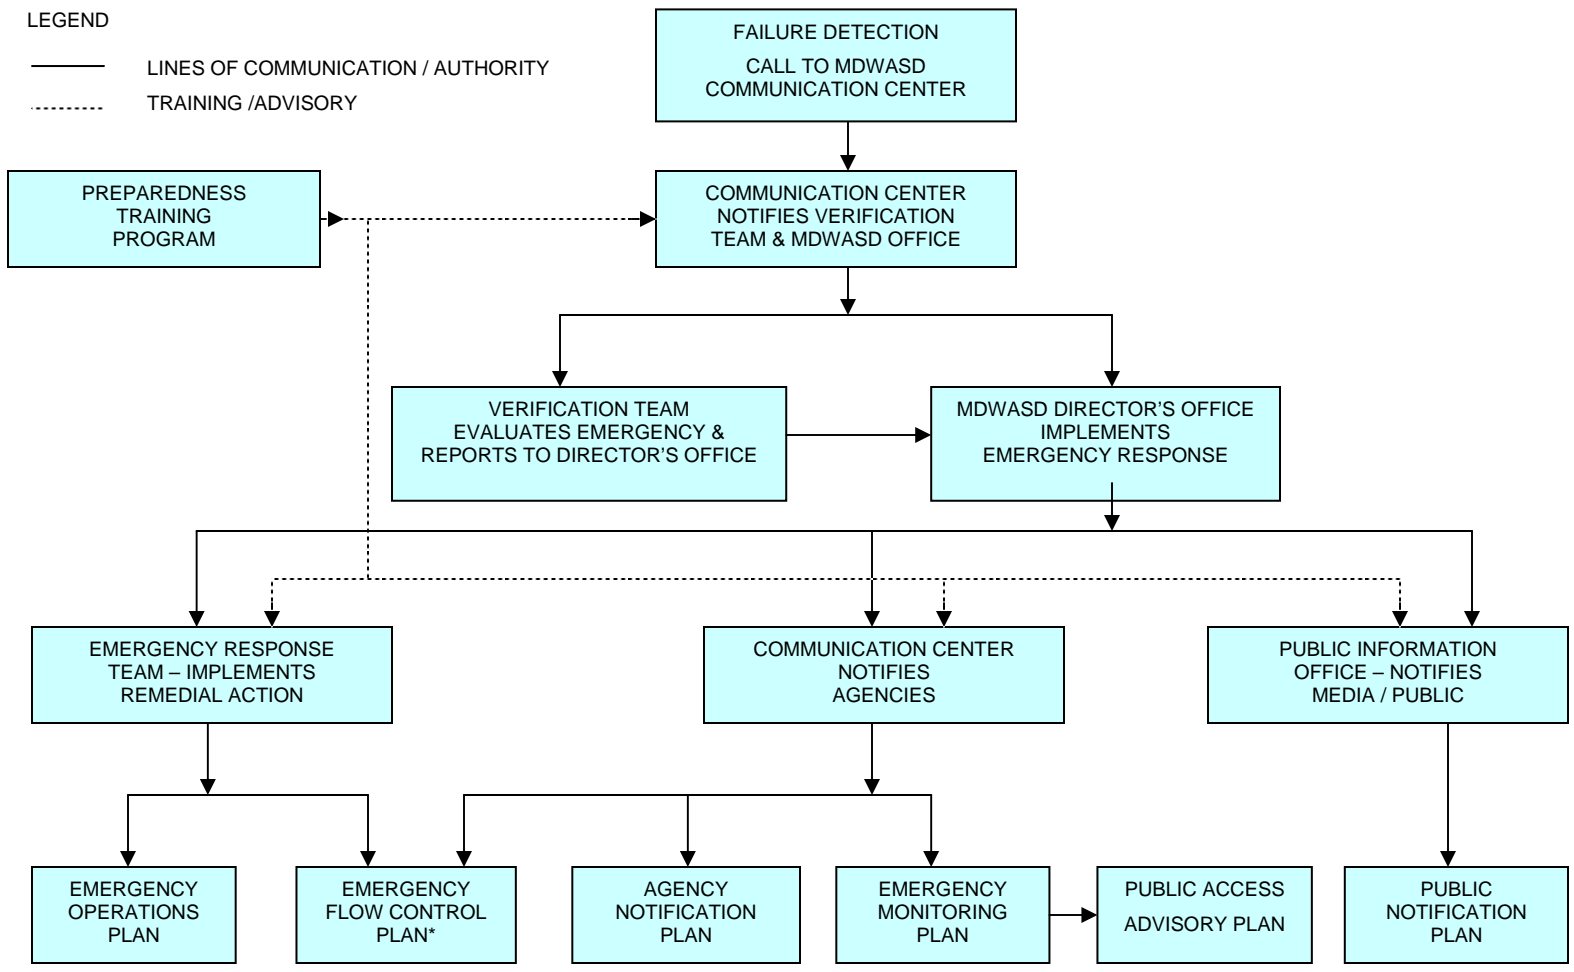 LEGEND
LINES OF COMMUNICATION / AUTHORITY
TRAINING /ADVISORY
FAILURE DETECTION
CALL TO MDWASD
COMMUNICATION CENTER
PREPAREDNESS
TRAINING
PROGRAM
COMMUNICATION CENTER
NOTIFIES VERIFICATION
TEAM & MDWASD OFFICE
VERIFICATION TEAM
EVALUATES EMERGENCY &
REPORTS TO DIRECTOR’S OFFICE
MDWASD DIRECTOR’S OFFICE
IMPLEMENTS
EMERGENCY RESPONSE
EMERGENCY RESPONSE
TEAM – IMPLEMENTS
REMEDIAL ACTION
COMMUNICATION CENTER
NOTIFIES
AGENCIES
PUBLIC INFORMATION
OFFICE – NOTIFIES
MEDIA / PUBLIC
EMERGENCY
OPERATIONS
PLAN
EMERGENCY
FLOW CONTROL
PLAN*
AGENCY
NOTIFICATION
PLAN
EMERGENCY
MONITORING
PLAN
PUBLIC ACCESS
ADVISORY PLAN
PUBLIC
NOTIFICATION
PLAN